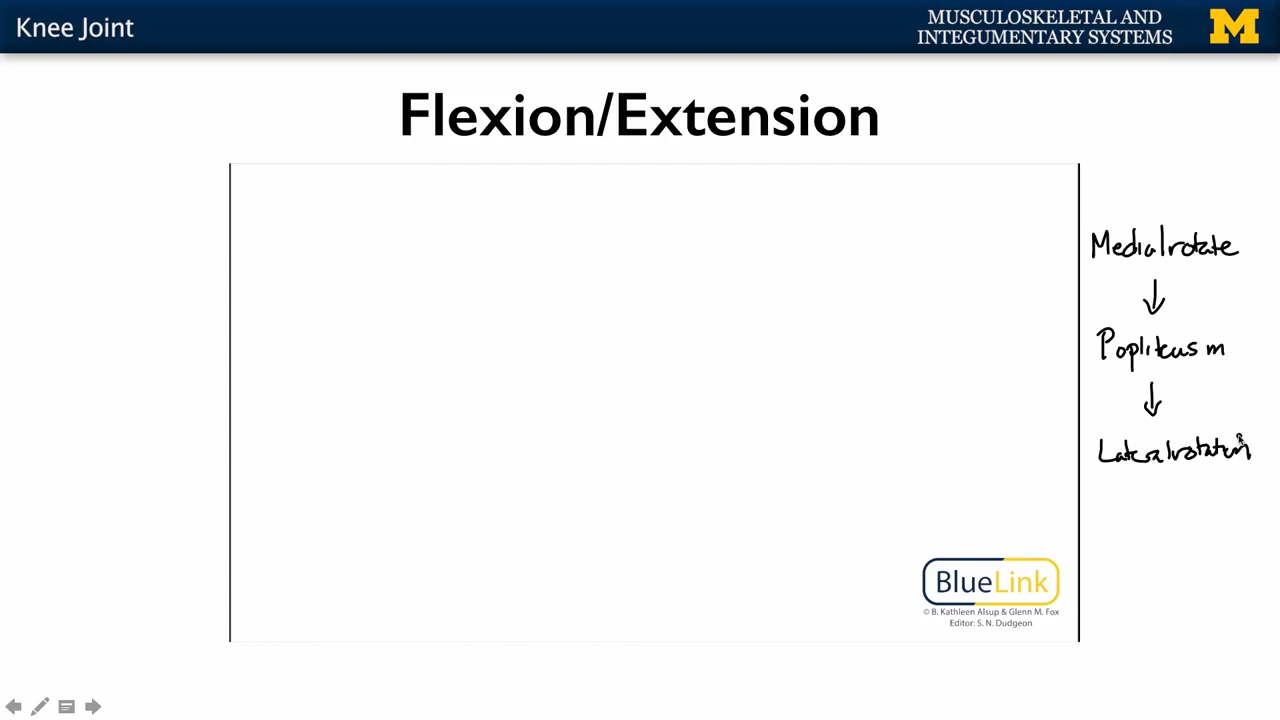 Knee Joint
MUSCULOSKELETAL AND
INTEGUMENTARY SYSTEMS
M
Flexion/Extension
Medial rotate
↓
Popliteus m
↓
Lateral rotation
BlueLink
© B. Kathleen Alsup & Glenn M. Fox
Editor: S. N. Dudgeon